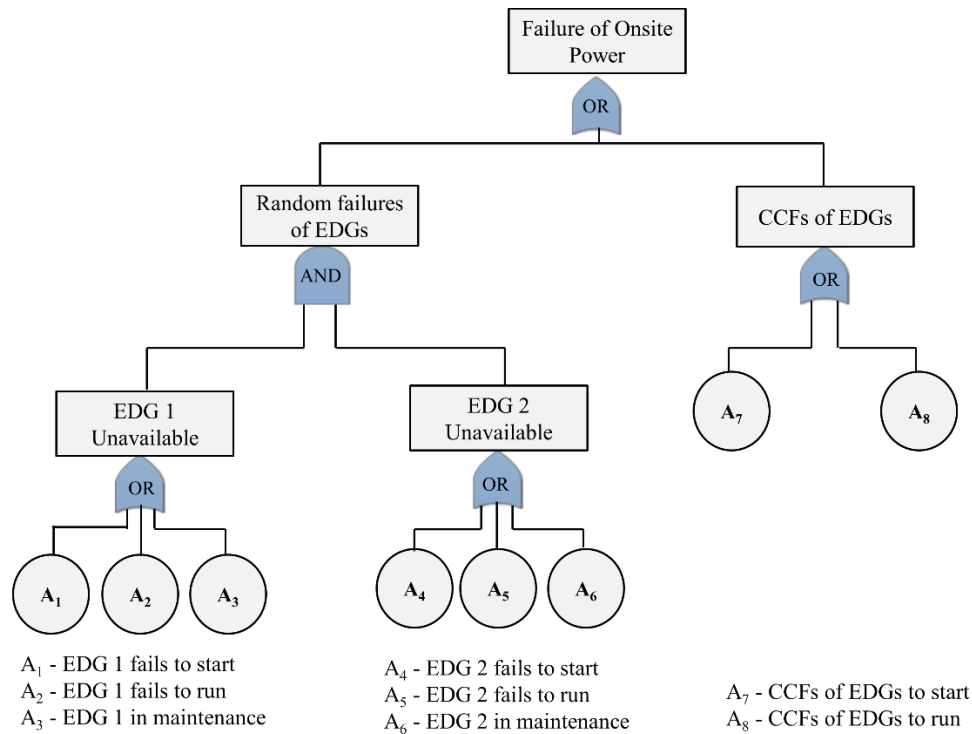 Failure of Onsite
Power
OR
Random failures
of EDGs
CCFs of EDGs
AND
OR
EDG 1
Unavailable
EDG 2
Unavailable
A₇
A₈
OR
OR
A₁
A₂
A₃
A₄
A₅
A₆
A₁ - EDG 1 fails to start
A₂ - EDG 1 fails to run
A₃ - EDG 1 in maintenance
A₄ - EDG 2 fails to start
A₅ - EDG 2 fails to run
A₆ - EDG 2 in maintenance
A₇ - CCFs of EDGs to start
A₈ - CCFs of EDGs to run